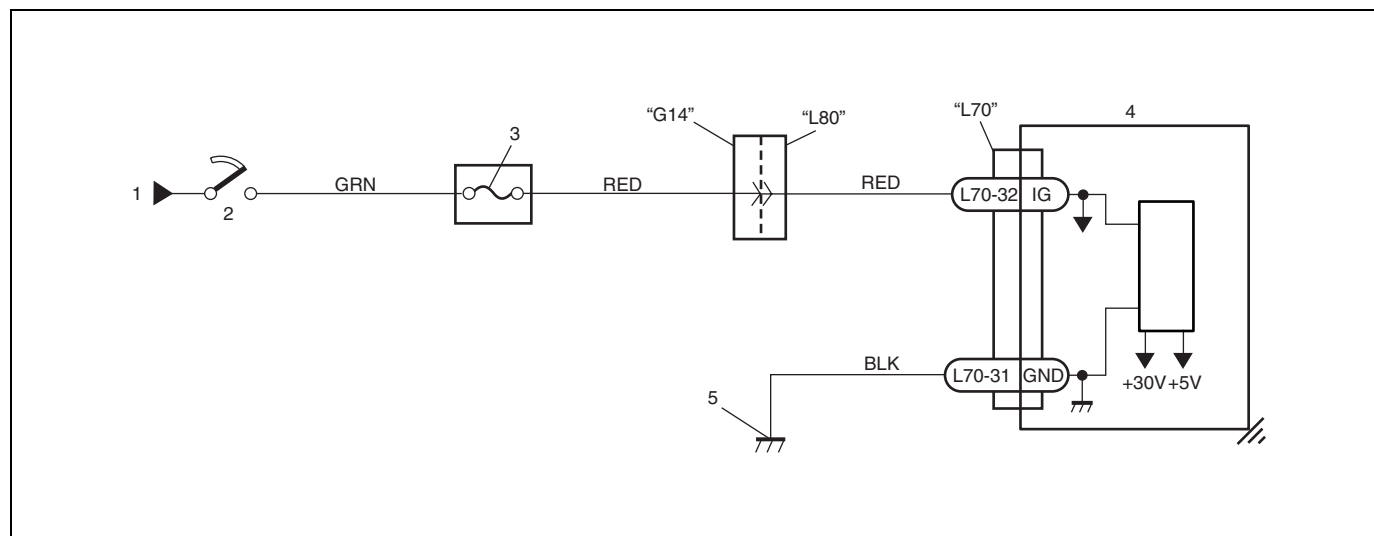 “G14”
“L80”
“L70”
4
3
1
2
GRN
RED
RED
L70-32
IG
BLK
L70-31
GND
+30V
+5V
5